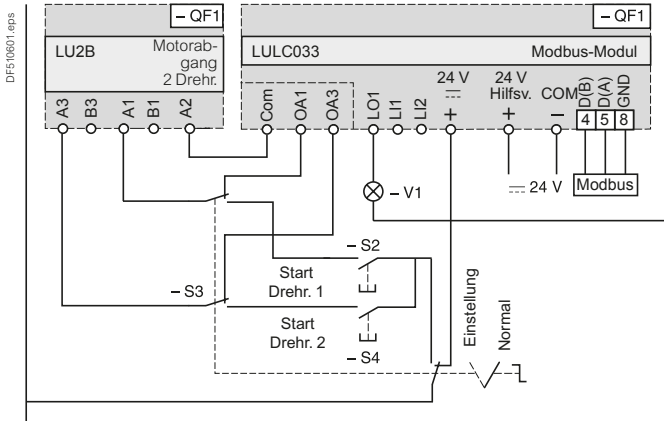 DF510601.eps
– QF1
– QF1
LU2B
Motorab-
gang
2 Drehr.
LULC033
Modbus-Modul
A3
B3
A1
B1
A2
Com
OA1
OA3
LO1
LI1
LI2
24 V
+
24 V
Hilfsv.
+
COM
–
D(B)
D(A)
GND
4
5
8
– V1
24 V
Modbus
– S2
Start
Drehr. 1
– S3
Start
Drehr. 2
– S4
Einstellung
Normal